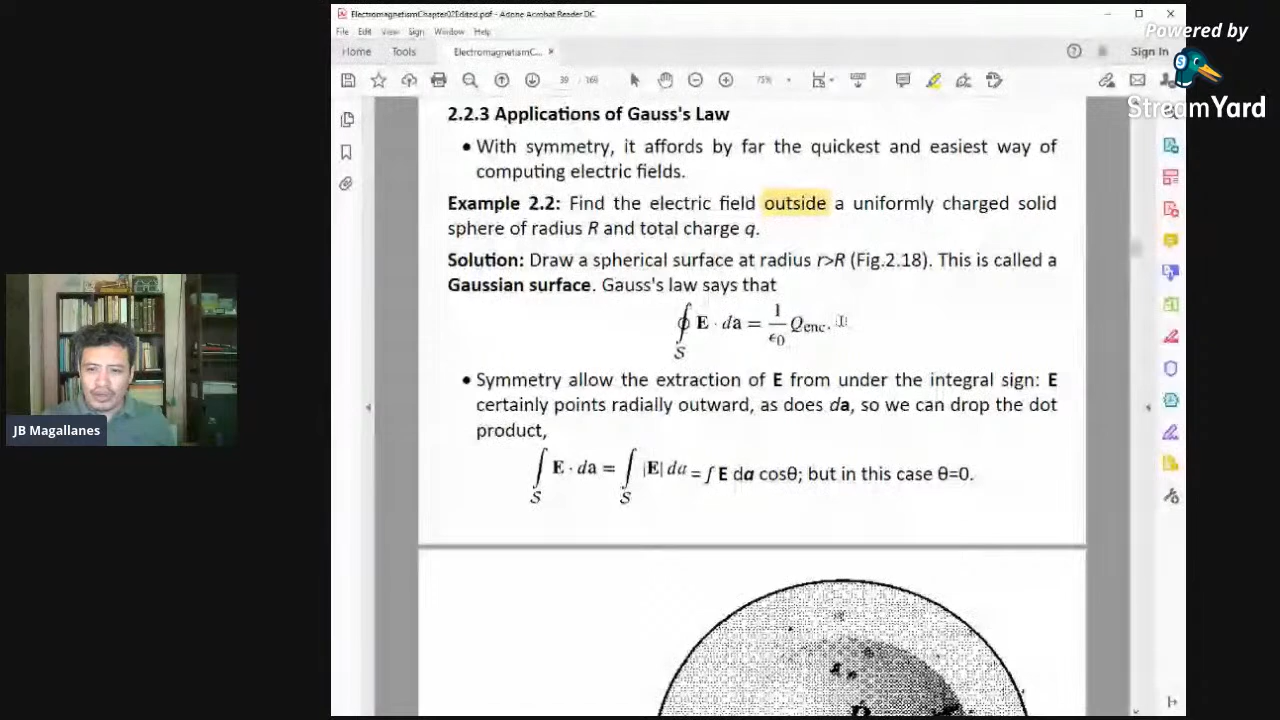 ElectromagnetismChapter02Edited.pdf - Adobe Acrobat Reader DC
File Edit View Sign Window Help
Home Tools ElectromagnetismC... ×
Sign In
39 / 166
75%
Powered by
StreamYard
2.2.3 Applications of Gauss's Law
• With symmetry, it affords by far the quickest and easiest way of
computing electric fields.
Example 2.2: Find the electric field outside a uniformly charged solid
sphere of radius R and total charge q.
Solution: Draw a spherical surface at radius r>R (Fig.2.18). This is called a
Gaussian surface. Gauss's law says that
∮_S E · da = 1/ϵ0 Qenc.
• Symmetry allow the extraction of E from under the integral sign: E
certainly points radially outward, as does da, so we can drop the dot
product,
∫_S E · da = ∫_S |E| da = ∫ E da cosθ; but in this case θ=0.
JB Magallanes